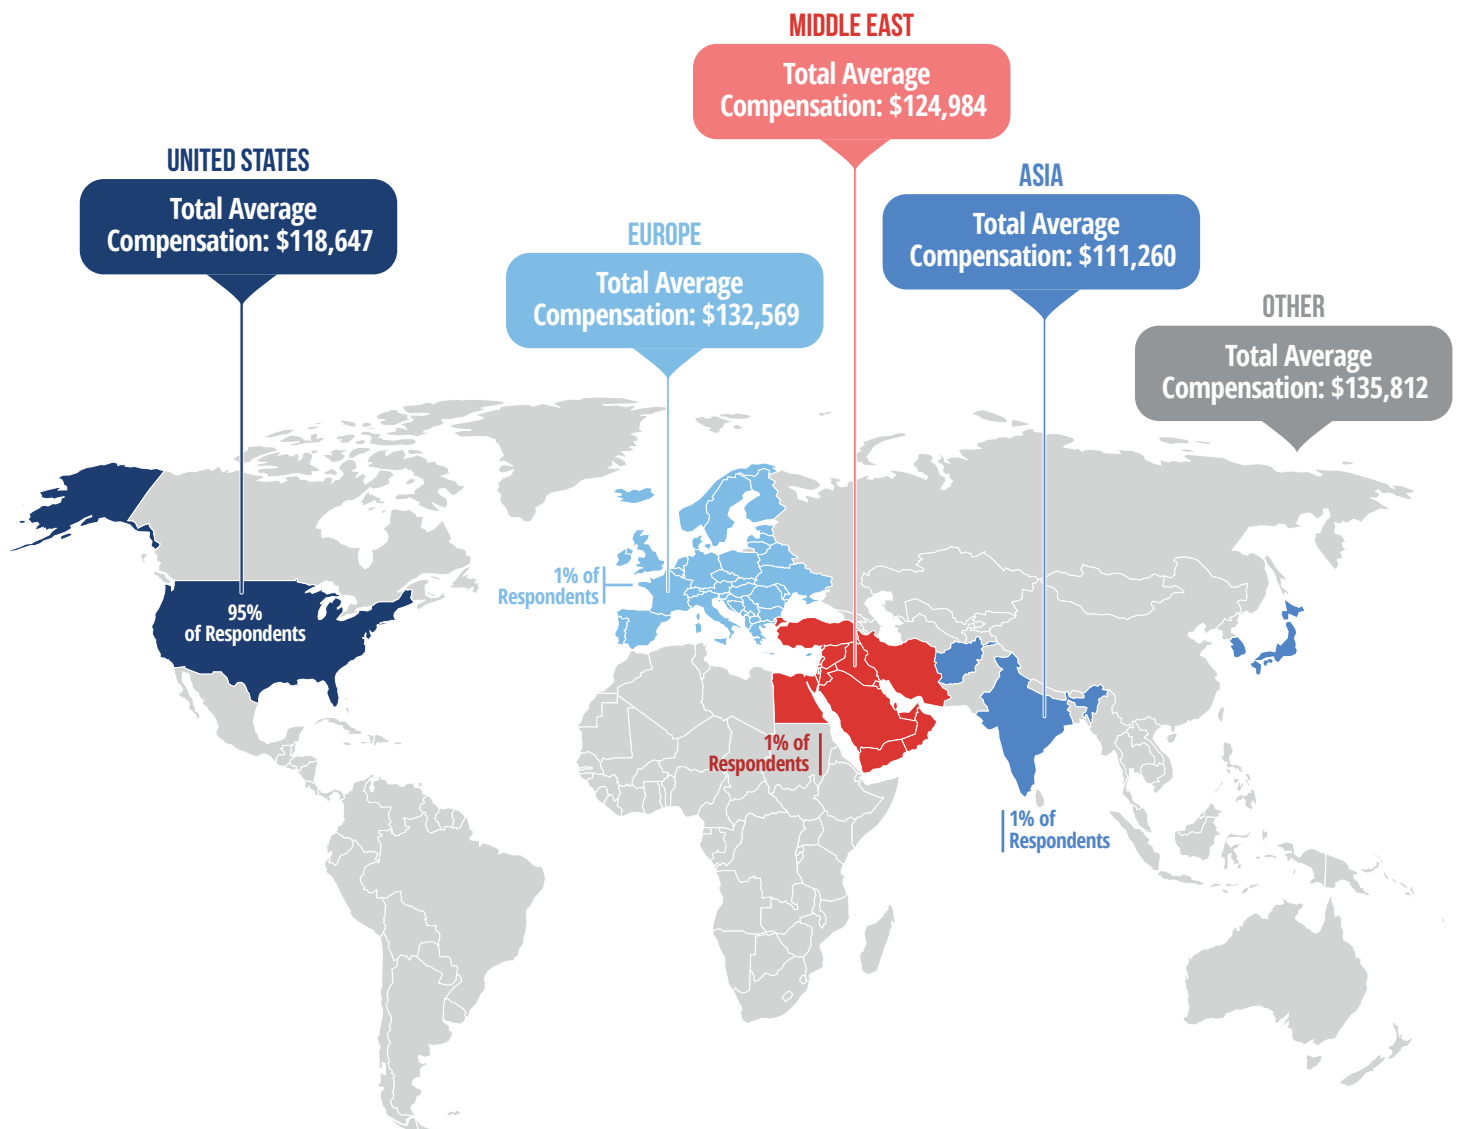 MIDDLE EAST
Total Average
Compensation: $124,984
UNITED STATES
Total Average
Compensation: $118,647
ASIA
Total Average
Compensation: $111,260
EUROPE
Total Average
Compensation: $132,569
OTHER
Total Average
Compensation: $135,812
1% of
Respondents
95%
of Respondents
1% of
Respondents
1% of
Respondents